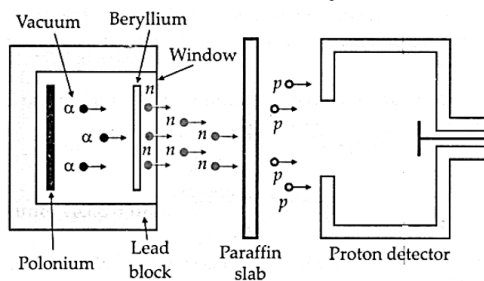 Vacuum
Beryllium
Window
n
p
α
n
p
α
n
n
α
n
n
n
p
p
Polonium
Lead
block
Paraffin
slab
Proton detector